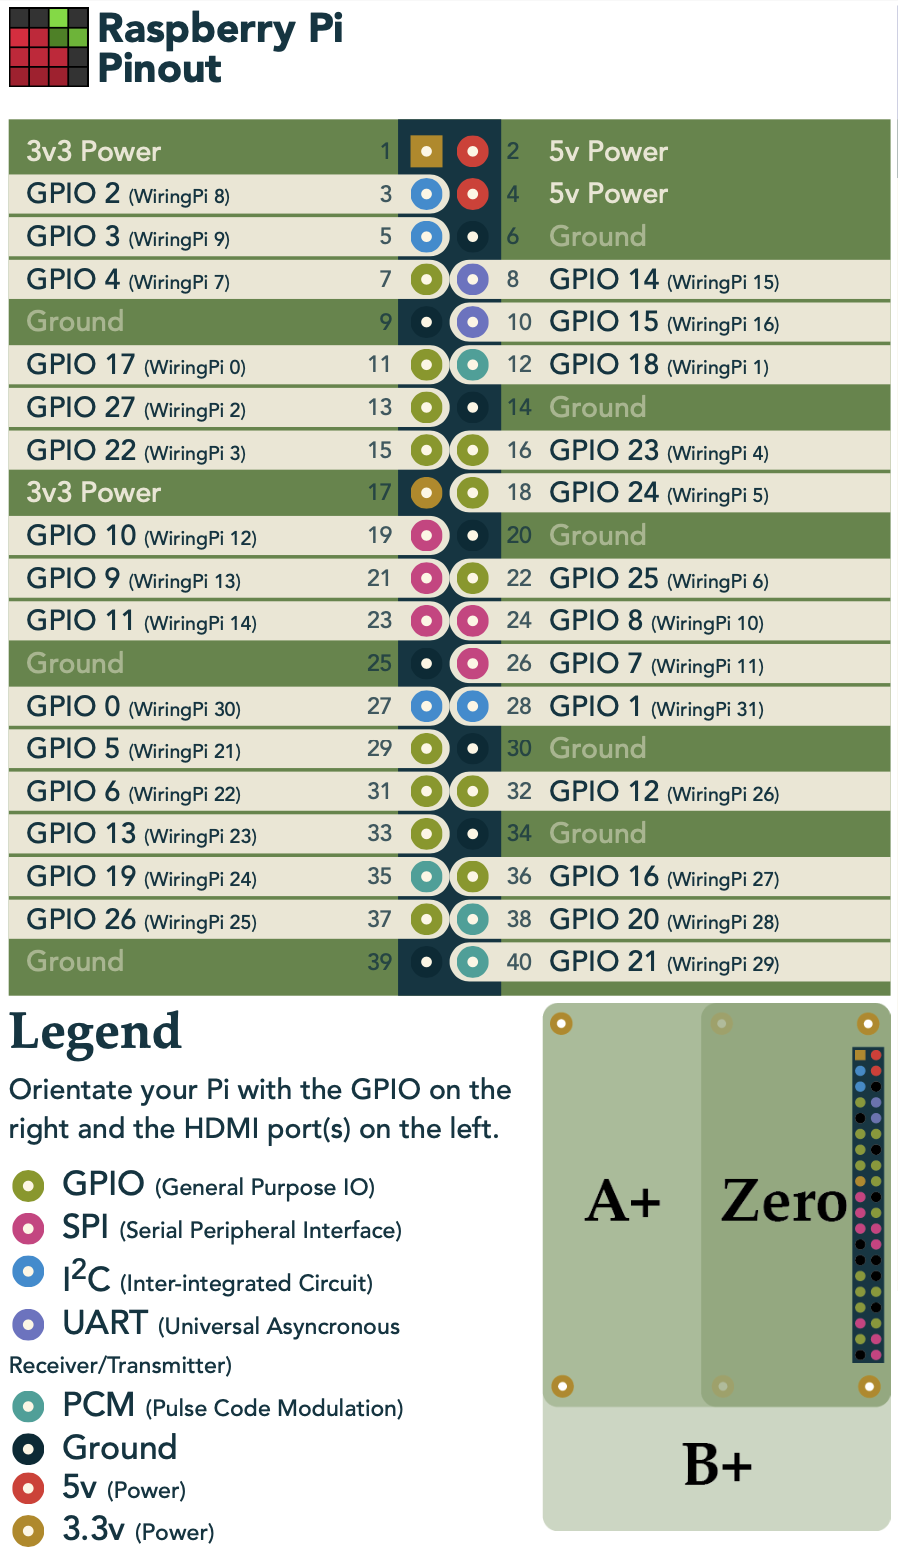 Raspberry Pi
Pinout
3v3 Power 1 2 5v Power
GPIO 2 (WiringPi 8) 3 4 5v Power
GPIO 3 (WiringPi 9) 5 6 Ground
GPIO 4 (WiringPi 7) 7 8 GPIO 14 (WiringPi 15)
Ground 9 10 GPIO 15 (WiringPi 16)
GPIO 17 (WiringPi 0) 11 12 GPIO 18 (WiringPi 1)
GPIO 27 (WiringPi 2) 13 14 Ground
GPIO 22 (WiringPi 3) 15 16 GPIO 23 (WiringPi 4)
3v3 Power 17 18 GPIO 24 (WiringPi 5)
GPIO 10 (WiringPi 12) 19 20 Ground
GPIO 9 (WiringPi 13) 21 22 GPIO 25 (WiringPi 6)
GPIO 11 (WiringPi 14) 23 24 GPIO 8 (WiringPi 10)
Ground 25 26 GPIO 7 (WiringPi 11)
GPIO 0 (WiringPi 30) 27 28 GPIO 1 (WiringPi 31)
GPIO 5 (WiringPi 21) 29 30 Ground
GPIO 6 (WiringPi 22) 31 32 GPIO 12 (WiringPi 26)
GPIO 13 (WiringPi 23) 33 34 Ground
GPIO 19 (WiringPi 24) 35 36 GPIO 16 (WiringPi 27)
GPIO 26 (WiringPi 25) 37 38 GPIO 20 (WiringPi 28)
Ground 39 40 GPIO 21 (WiringPi 29)
Legend
Orientate your Pi with the GPIO on the
right and the HDMI port(s) on the left.
GPIO (General Purpose IO)
SPI (Serial Peripheral Interface)
I²C (Inter-integrated Circuit)
UART (Universal Asyncronous
Receiver/Transmitter)
PCM (Pulse Code Modulation)
Ground
5v (Power)
3.3v (Power)
A+ Zero
B+